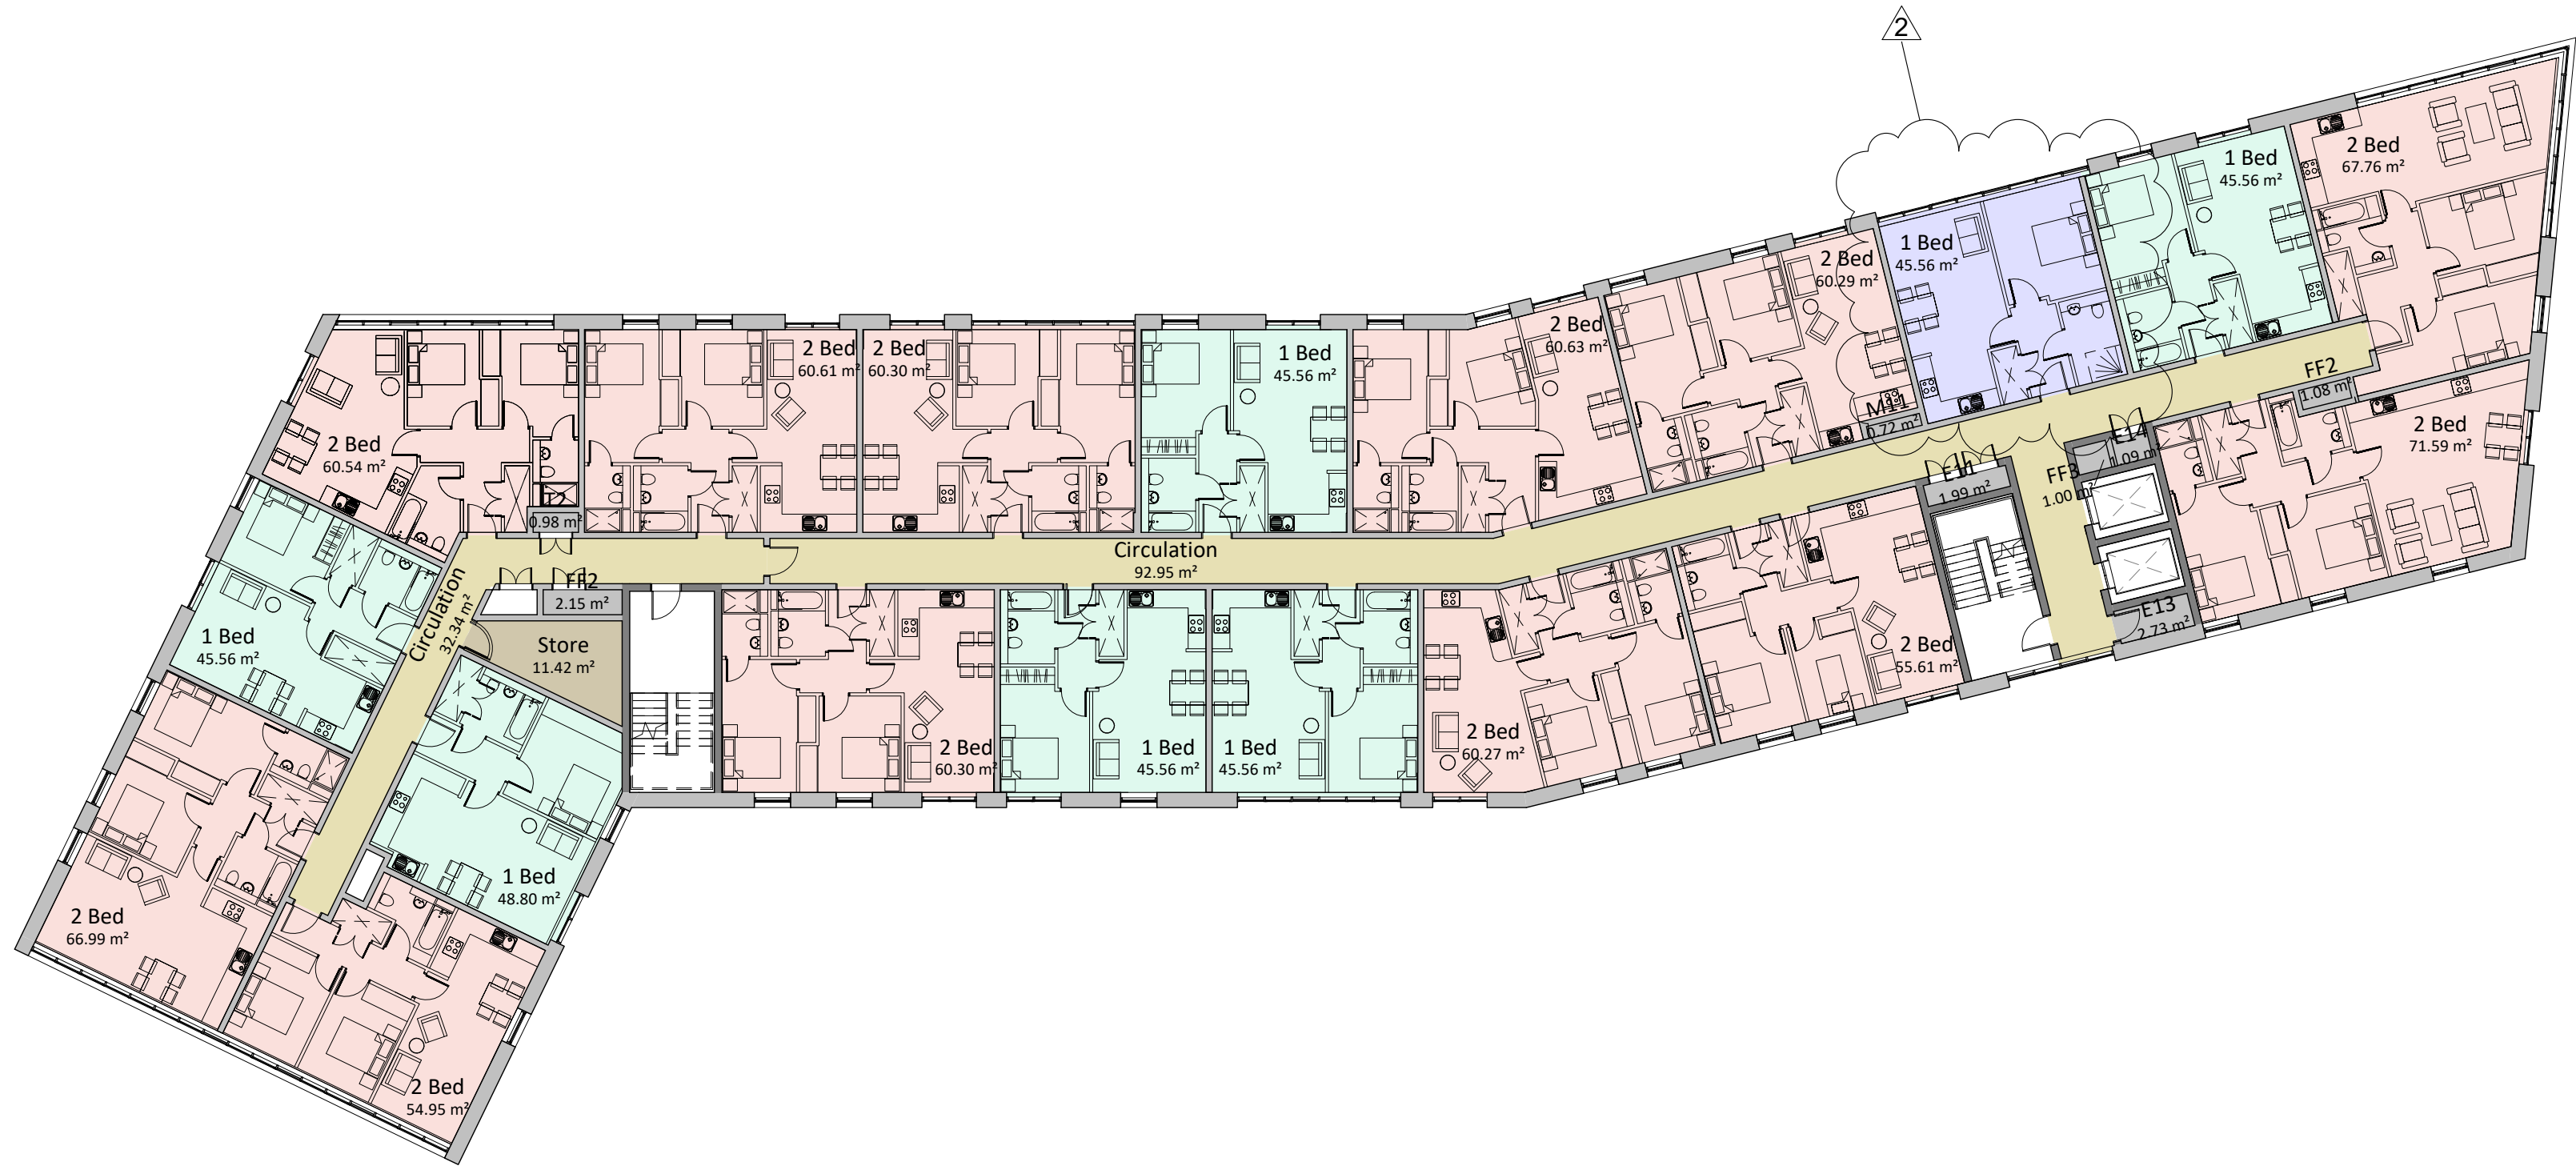 2
2 Bed
67.76 m²
1 Bed
45.56 m²
1 Bed
45.56 m²
2 Bed
60.29 m²
2 Bed
60.63 m²
1 Bed
45.56 m²
2 Bed
60.30 m²
2 Bed
60.61 m²
2 Bed
60.54 m²
0.98 m²
FF2
1.08 m²
M11
0.72 m²
2 Bed
71.59 m²
E14
1.09 m²
E11
1.99 m²
FF3
1.00 m²
E13
2.73 m²
Circulation
92.95 m²
FF2
2.15 m²
Circulation
32.34 m²
Store
11.42 m²
1 Bed
45.56 m²
2 Bed
55.61 m²
2 Bed
60.27 m²
1 Bed
45.56 m²
1 Bed
45.56 m²
2 Bed
60.30 m²
1 Bed
48.80 m²
2 Bed
66.99 m²
2 Bed
54.95 m²